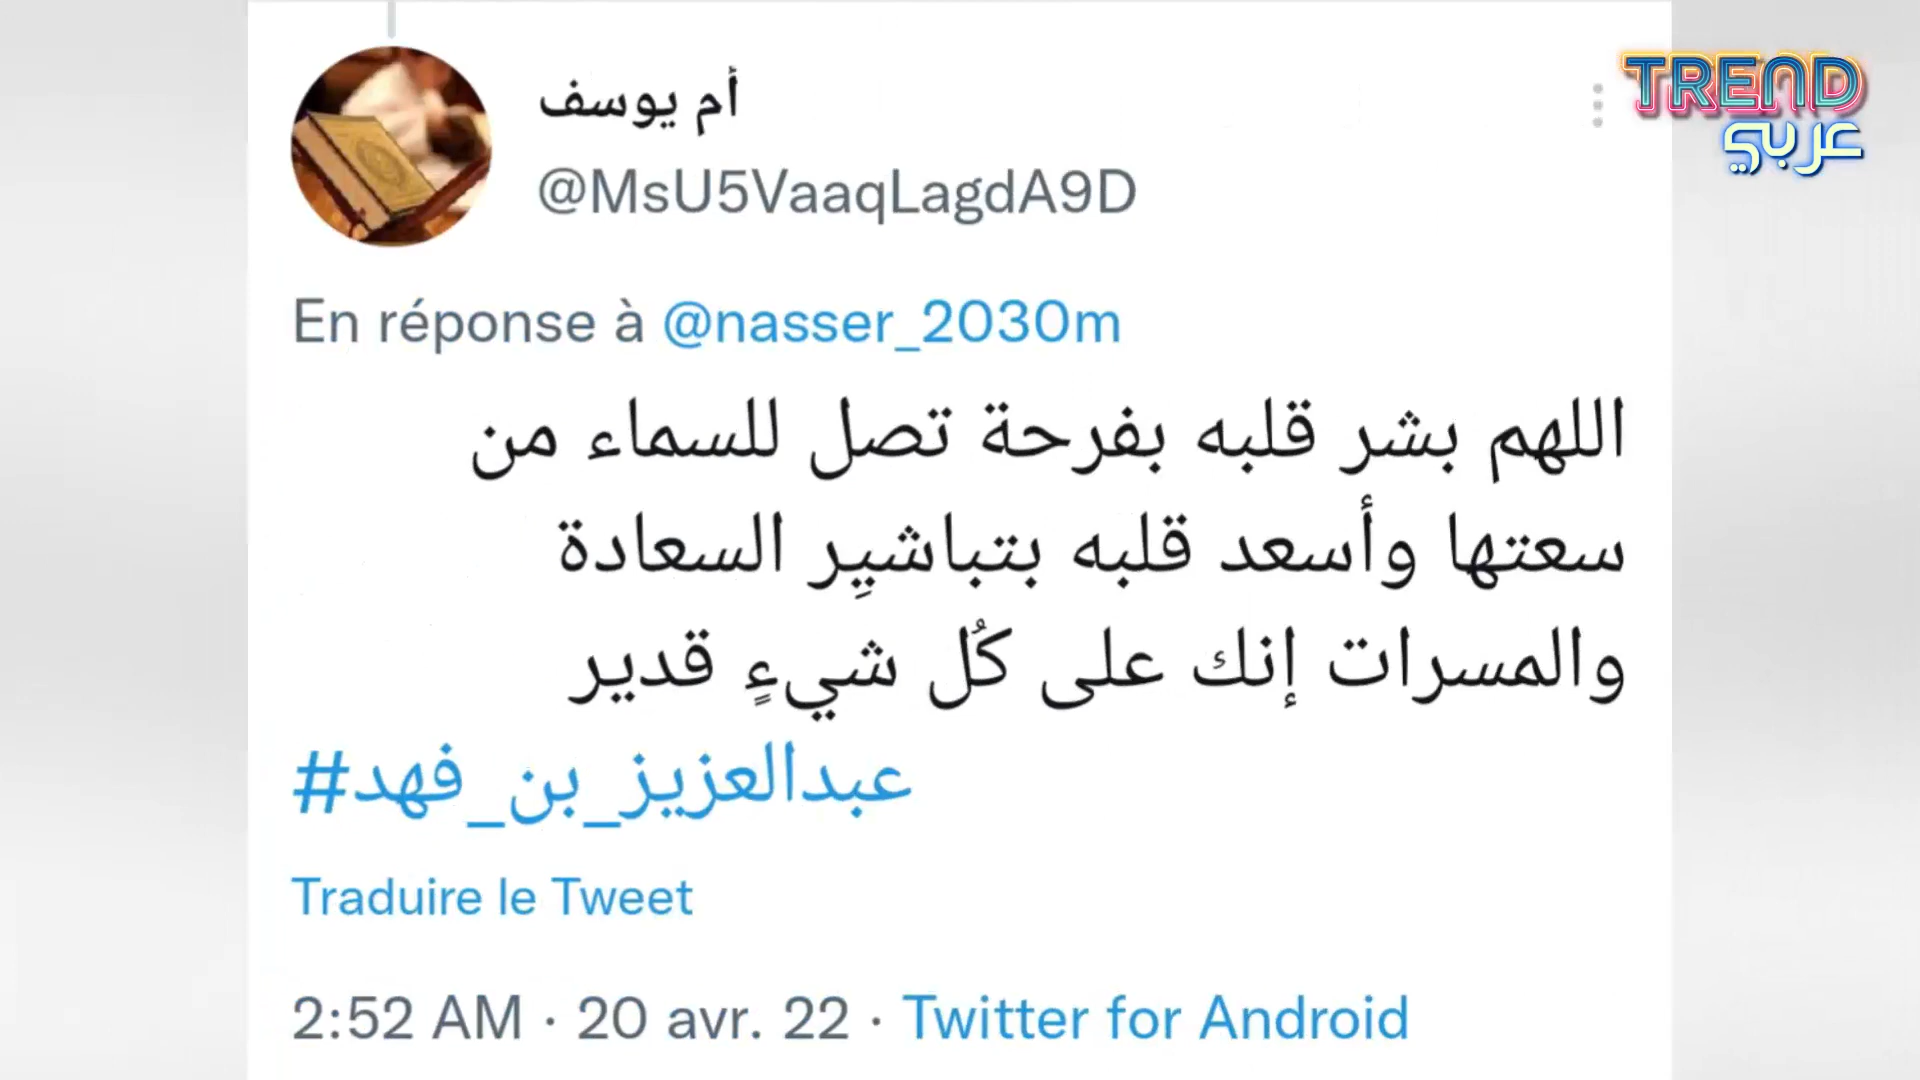 أم يوسف
@MsU5VaaqLagdA9D
TREND
عربي
En réponse à @nasser_2030m
اللهم بشر قلبه بفرحة تصل للسماء من
سعتها وأسعد قلبه بتباشيِر السعادة
والمسرات إنك على كُل شيءٍ قدير
#عبدالعزيز_بن_فهد
Traduire le Tweet
2:52 AM · 20 avr. 22 · Twitter for Android